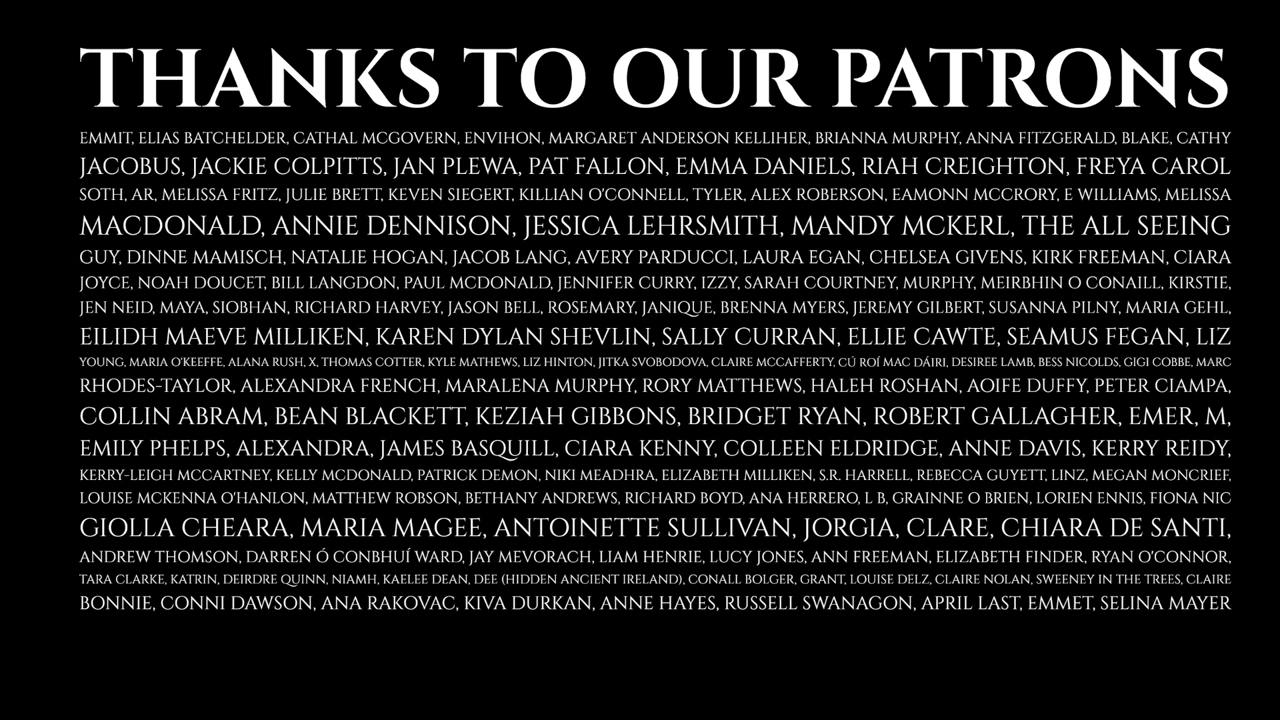 THANKS TO OUR PATRONS
EMMIT, ELIAS BATCHELDER, CATHAL MCGOVERN, ENVIHON, MARGARET ANDERSON KELLIHER, BRIANNA MURPHY, ANNA FITZGERALD, BLAKE, CATHY
JACOBUS, JACKIE COLPITTS, JAN PLEWA, PAT FALLON, EMMA DANIELS, RIAH CREIGHTON, FREYA CAROL
SOTH, AR, MELISSA FRITZ, JULIE BRETT, KEVEN SIEGERT, KILLIAN O'CONNELL, TYLER, ALEX ROBERSON, EAMONN MCCRORY, E WILLIAMS, MELISSA
MACDONALD, ANNIE DENNISON, JESSICA LEHRSMITH, MANDY MCKERL, THE ALL SEEING
GUY, DINNE MAMISCH, NATALIE HOGAN, JACOB LANG, AVERY PARDUCCI, LAURA EGAN, CHELSEA GIVENS, KIRK FREEMAN, CIARA
JOYCE, NOAH DOUCET, BILL LANGDON, PAUL MCDONALD, JENNIFER CURRY, IZZY, SARAH COURTNEY, MURPHY, MEIRBHIN O CONAILL, KIRSTIE,
JEN NEID, MAYA, SIOBHAN, RICHARD HARVEY, JASON BELL, ROSEMARY, JANIQUE, BRENNA MYERS, JEREMY GILBERT, SUSANNA PILNY, MARIA GEHL,
EILIDH MAEVE MILLIKEN, KAREN DYLAN SHEVLIN, SALLY CURRAN, ELLIE CAWTE, SEAMUS FEGAN, LIZ
YOUNG, MARIA O'KEEFFE, ALANA RUSH, X, THOMAS COTTER, KYLE MATHEWS, LIZ HINTON, JITKA SVOBODOVA, CLAIRE MCCAFFERTY, CÚ ROÍ MAC DÁIRI, DESIREE LAMB, BESS NICOLDS, GIGI COBBE, MARC
RHODES-TAYLOR, ALEXANDRA FRENCH, MARALENA MURPHY, RORY MATTHEWS, HALEH ROSHAN, AOIFE DUFFY, PETER CIAMPA,
COLLIN ABRAM, BEAN BLACKETT, KEZIAH GIBBONS, BRIDGET RYAN, ROBERT GALLAGHER, EMER, M,
EMILY PHELPS, ALEXANDRA, JAMES BASQUILL, CIARA KENNY, COLLEEN ELDRIDGE, ANNE DAVIS, KERRY REIDY,
KERRY-LEIGH MCCARTNEY, KELLY MCDONALD, PATRICK DEMON, NIKI MEADHRA, ELIZABETH MILLIKEN, S.R. HARRELL, REBECCA GUYETT, LINZ, MEGAN MONCRIEF,
LOUISE MCKENNA O'HANLON, MATTHEW ROBSON, BETHANY ANDREWS, RICHARD BOYD, ANA HERRERO, L B, GRAINNE O BRIEN, LORIEN ENNIS, FIONA NIC
GIOLLA CHEARA, MARIA MAGEE, ANTOINETTE SULLIVAN, JORGIA, CLARE, CHIARA DE SANTI,
ANDREW THOMSON, DARREN Ó CONBHUÍ WARD, JAY MEVORACH, LIAM HENRIE, LUCY JONES, ANN FREEMAN, ELIZABETH FINDER, RYAN O'CONNOR,
TARA CLARKE, KATRIN, DEIRDRE QUINN, NIAMH, KAELEE DEAN, DEE (HIDDEN ANCIENT IRELAND), CONALL BOLGER, GRANT, LOUISE DELZ, CLAIRE NOLAN, SWEENEY IN THE TREES, CLAIRE
BONNIE, CONNI DAWSON, ANA RAKOVAC, KIVA DURKAN, ANNE HAYES, RUSSELL SWANAGON, APRIL LAST, EMMET, SELINA MAYER